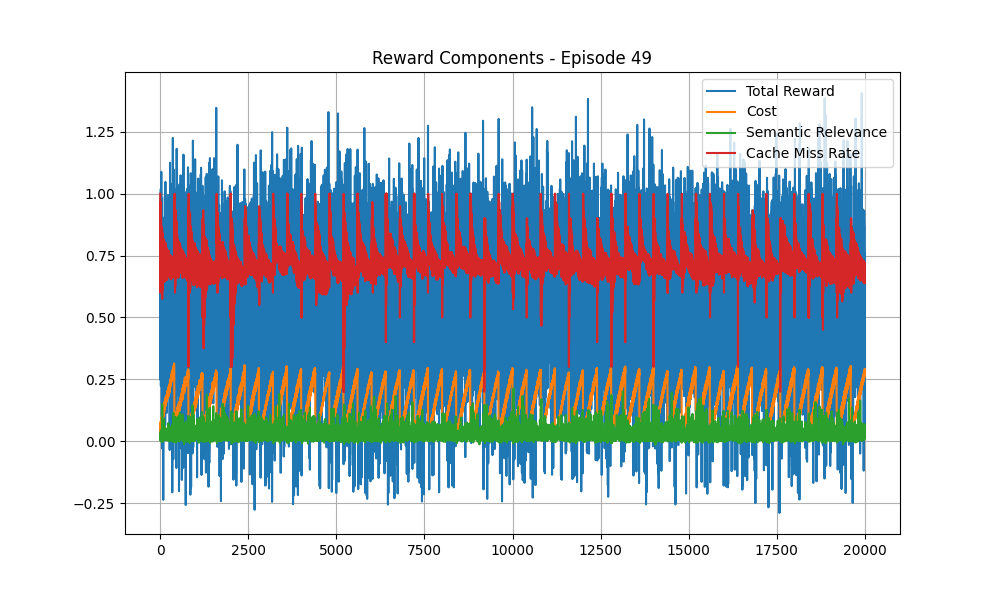 Reward Components - Episode 49
Total Reward
Cost
Semantic Relevance
Cache Miss Rate
1.25
1.00
0.75
0.50
0.25
0.00
−0.25
0 2500 5000 7500 10000 12500 15000 17500 20000